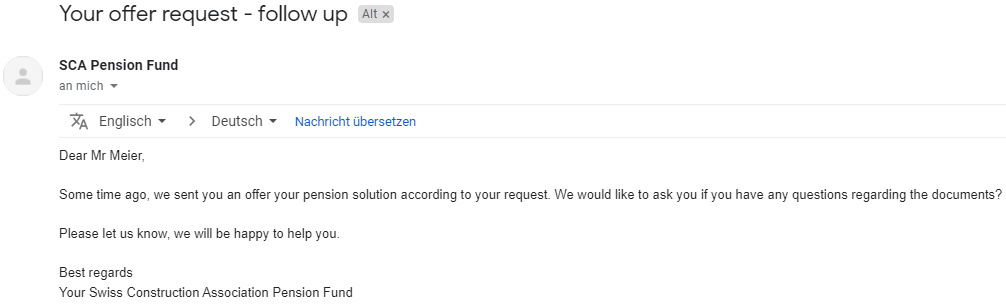 Your offer request - follow up Alt ×
SCA Pension Fund
an mich
Englisch > Deutsch Nachricht übersetzen
Dear Mr Meier,
Some time ago, we sent you an offer your pension solution according to your request. We would like to ask you if you have any questions regarding the documents?
Please let us know, we will be happy to help you.
Best regards
Your Swiss Construction Association Pension Fund